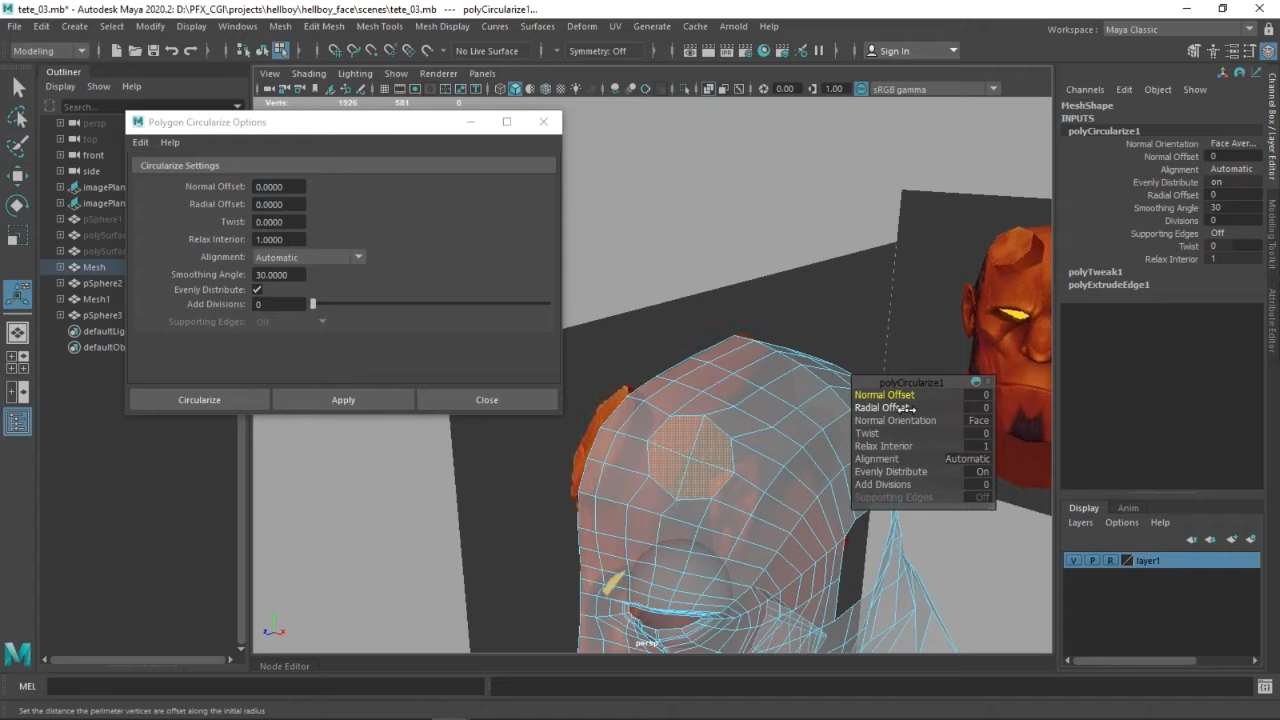 tete_03.mb* - Autodesk Maya 2020.2: D:\PFX_CGI\projects\hellboy\hellboy_face\scenes\tete_03.mb --- polyCircularize1...
File Edit Create Select Modify Display Windows Mesh Edit Mesh Mesh Tools Mesh Display Curves Surfaces Deform UV Generate Cache Arnold Help
Workspace: Maya Classic
Modeling
No Live Surface
Symmetry: Off
Sign In
Outliner
Display Show Help
Search...
persp
top
front
side
imagePlan
imagePlan
pSphere1
polySurfac
polySurfac
Mesh
pSphere2
Mesh1
pSphere3
defaultLig
defaultOb
View Shading Lighting Show Renderer Panels
0.00 1.00 sRGB gamma
Verts: 1926 581 0
Polygon Circularize Options
Edit Help
Circularize Settings
Normal Offset: 0.0000
Radial Offset: 0.0000
Twist: 0.0000
Relax Interior: 1.0000
Alignment: Automatic
Smoothing Angle: 30.0000
Evenly Distribute:
Add Divisions: 0
Supporting Edges: Off
Circularize Apply Close
polyCircularize1
Normal Offset 0
Radial Offset 0
Normal Orientation Face
Twist 0
Relax Interior 1
Alignment Automatic
Evenly Distribute On
Add Divisions 0
Supporting Edges Off
persp
Channels Edit Object Show
MeshShape
INPUTS
polyCircularize1
Normal Orientation Face Aver...
Normal Offset 0
Alignment Automatic
Evenly Distribute on
Radial Offset 0
Smoothing Angle 30
Divisions 0
Supporting Edges Off
Twist 0
Relax Interior 1
polyTweak1
polyExtrudeEdge1
Channel Box / Layer Editor
Modeling Toolkit
Attribute Editor
Display Anim
Layers Options Help
V P R layer1
Node Editor
MEL
Set the distance the perimeter vertices are offset along the initial radius